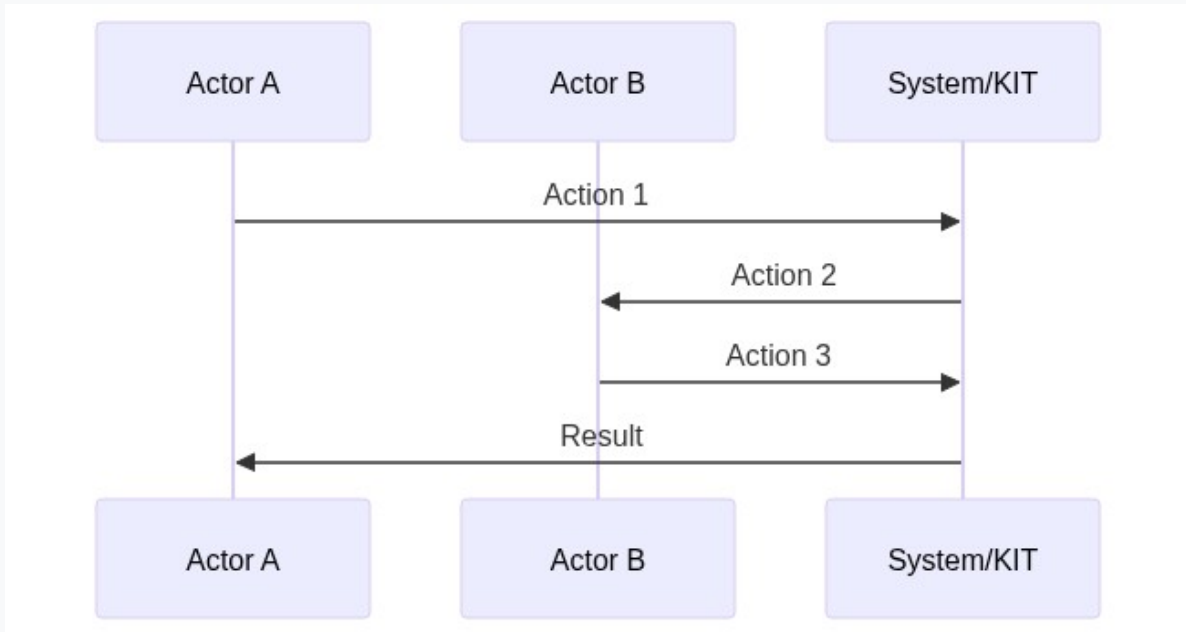 Actor A
Actor B
System/KIT
Action 1
Action 2
Action 3
Result
Actor A
Actor B
System/KIT